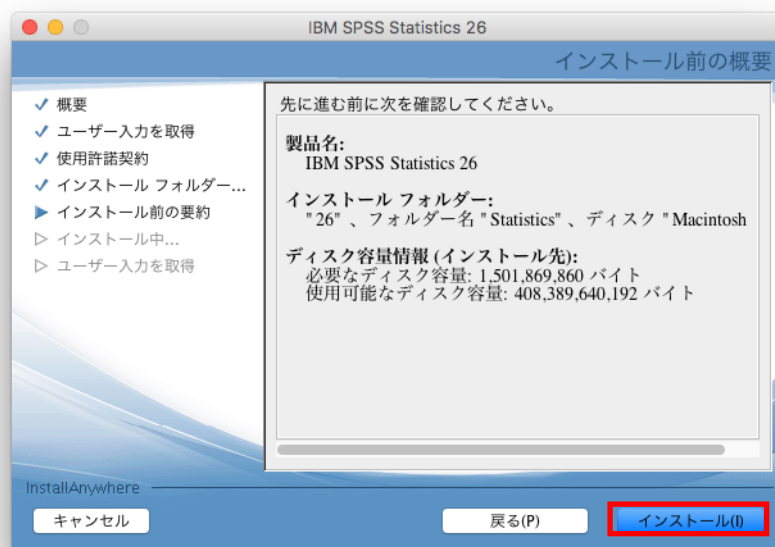 IBM SPSS Statistics 26
インストール前の概要
概要
ユーザー入力を取得
使用許諾契約
インストール フォルダー...
インストール前の要約
インストール中...
ユーザー入力を取得
先に進む前に次を確認してください。
製品名:
IBM SPSS Statistics 26
インストール フォルダー:
"26" 、フォルダー名 "Statistics" 、ディスク "Macintosh
ディスク容量情報 (インストール先):
必要なディスク容量: 1,501,869,860 バイト
使用可能なディスク容量: 408,389,640,192 バイト
InstallAnywhere
キャンセル
戻る(P)
インストール(I)